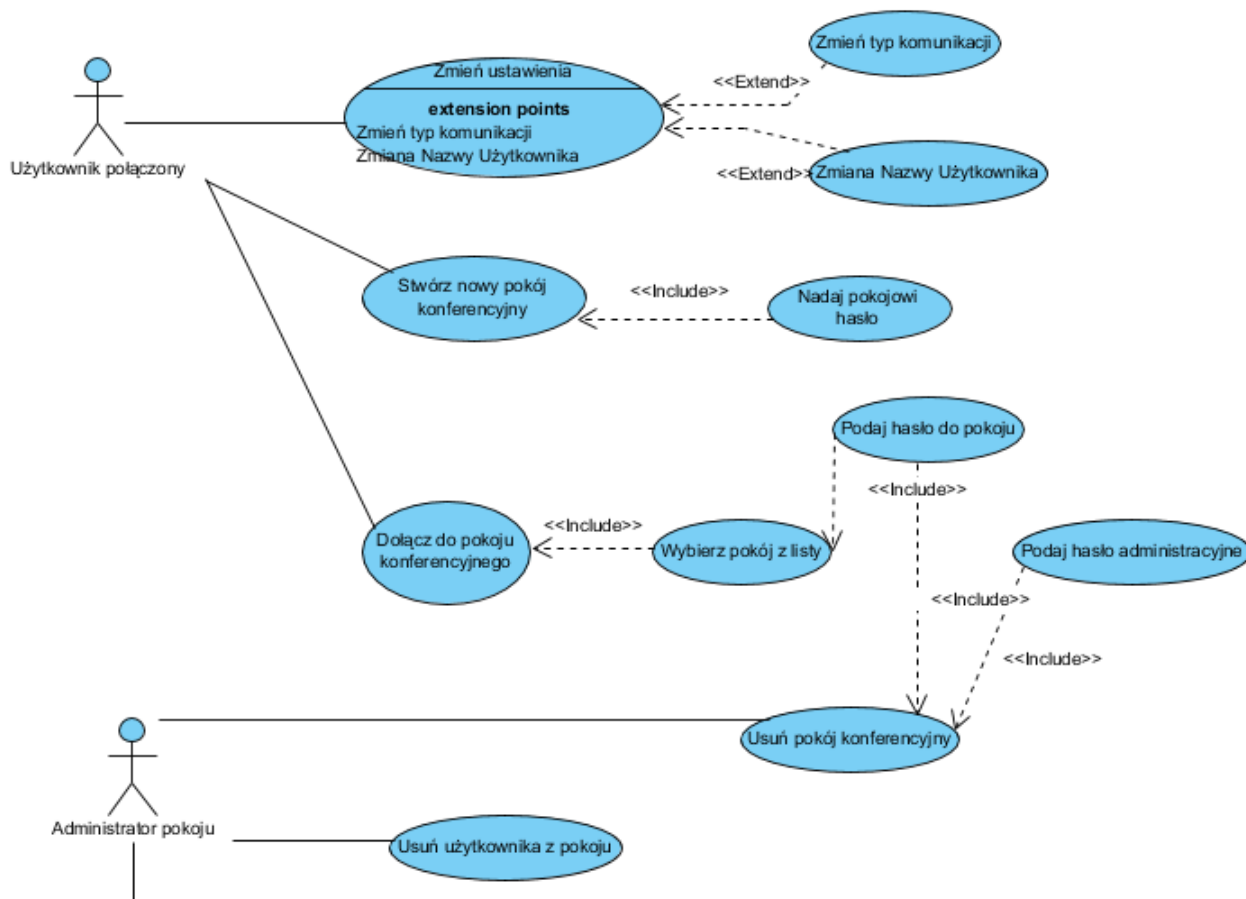 Zmień typ komunikacji
Zmień ustawienia
<<Extend>>
extension points
Zmień typ komunikacji
Zmiana Nazwy Użytkownika
Użytkownik połączony
<<Extend>>
Zmiana Nazwy Użytkownika
Stwórz nowy pokój
konferencyjny
<<Include>>
Nadaj pokojowi
hasło
Podaj hasło do pokoju
<<Include>>
Dołącz do pokoju
konferencyjnego
<<Include>>
Wybierz pokój z listy
Podaj hasło administracyjne
<<Include>>
<<Include>>
Usuń pokój konferencyjny
Administrator pokoju
Usuń użytkownika z pokoju